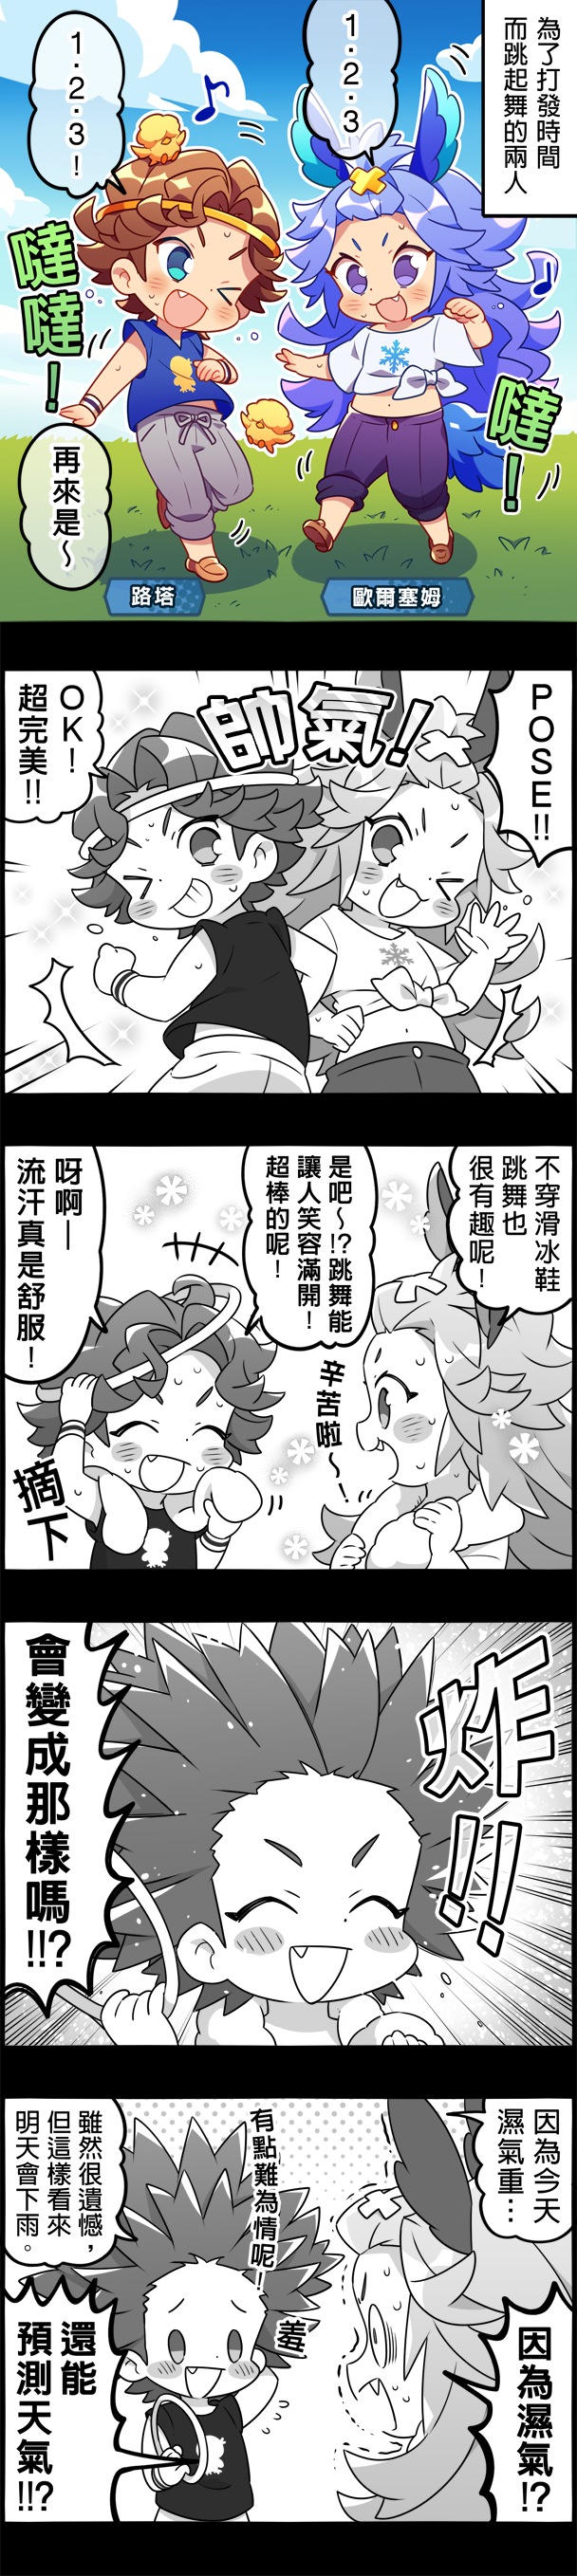 為了打發時間
而跳起舞的兩人
1・2・3
1・2・3！
噠噠！
噠！
再來是～
路塔
歐爾塞姆
POSE!!
帥氣！
OK！
超完美!!
不穿滑冰鞋
跳舞也
很有趣呢！
是吧～!?跳舞能
讓人笑容滿開！
超棒的呢！
辛苦啦～！
呀啊—
流汗真是舒服！
摘下
炸!!
會變成那樣嗎!!?
因為今天
濕氣重…
因為濕氣!?
有點難為情呢！
羞
雖然很遺憾，
但這樣看來
明天會下雨。
還能
預測天氣!!?